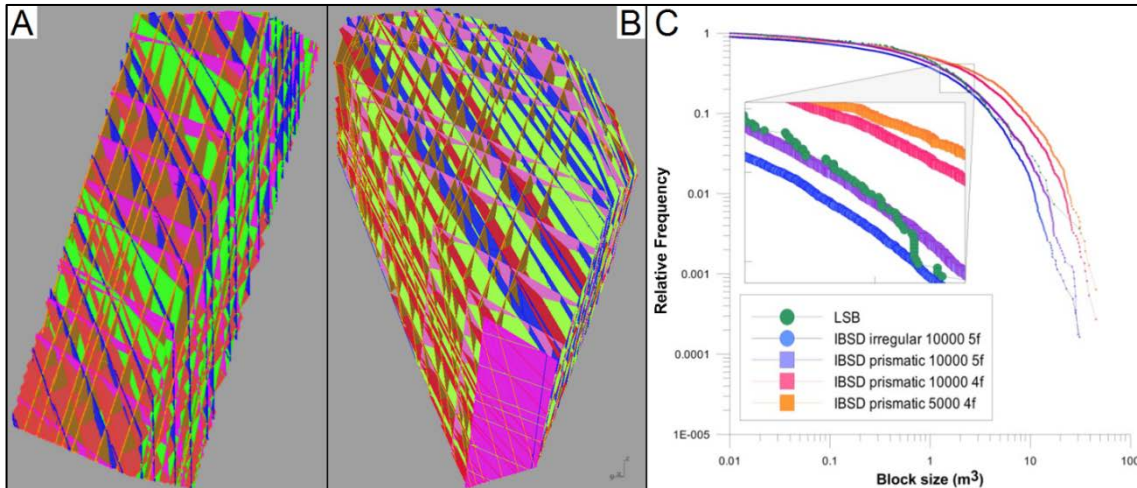 A
B
C
1
0.1
0.01
0.001
0.0001
1E-005
Relative Frequency
LSB
IBSD irregular 10000 5f
IBSD prismatic 10000 5f
IBSD prismatic 10000 4f
IBSD prismatic 5000 4f
0.01 0.1 1 10 100
Block size (m³)